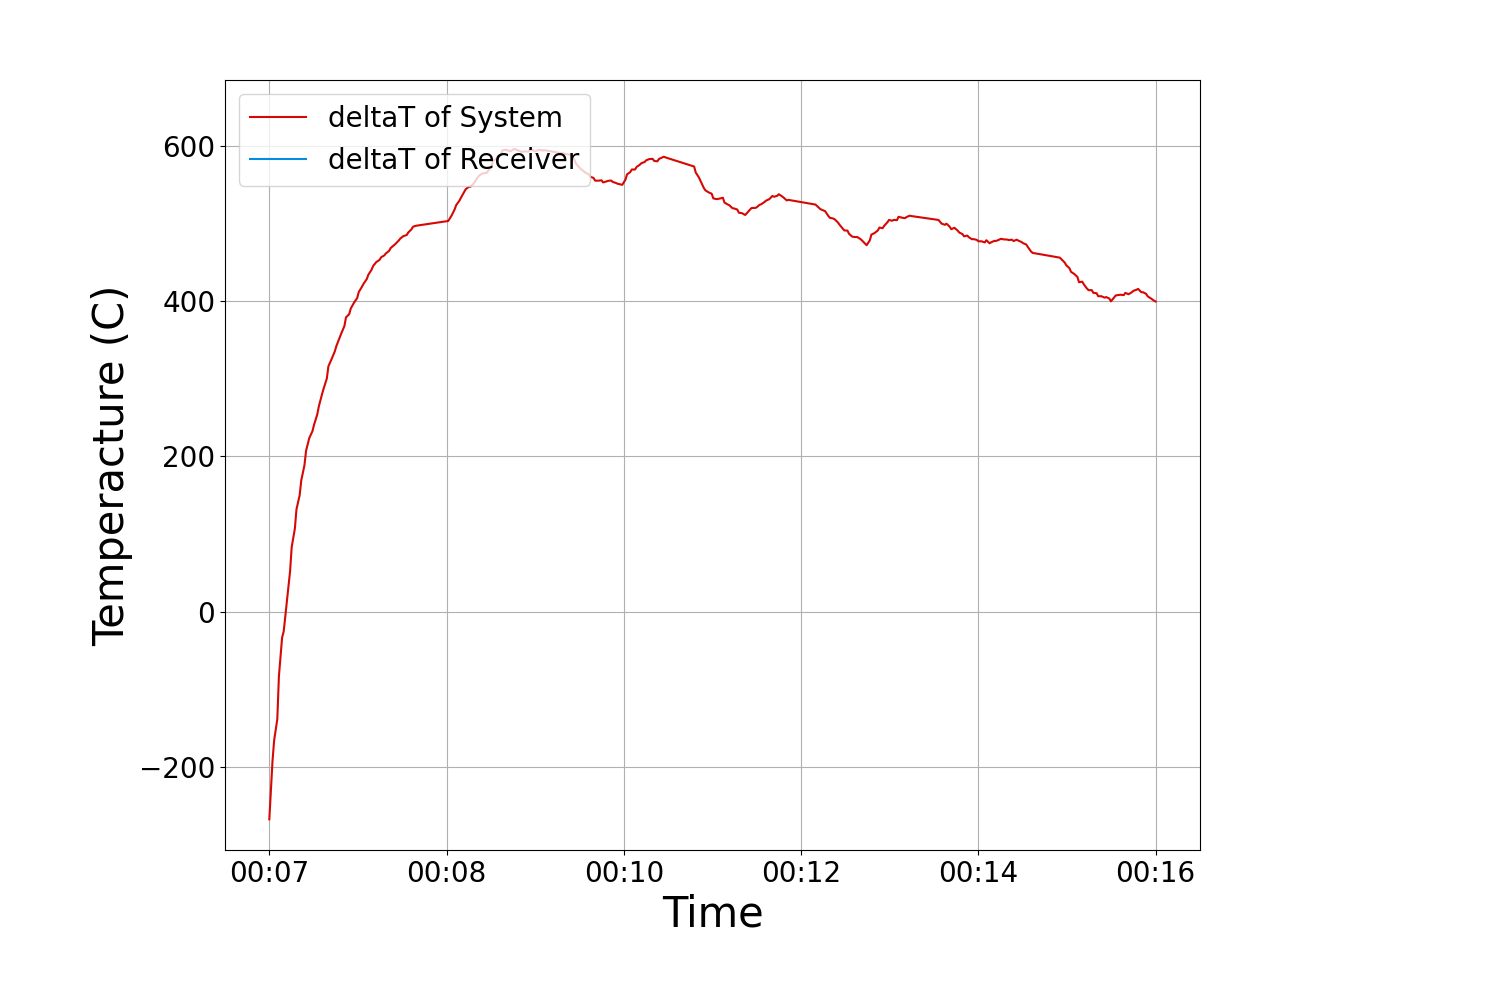 deltaT of System
deltaT of Receiver
600
400
200
0
−200
Temperacture (C)
00:07 00:08 00:10 00:12 00:14 00:16
Time